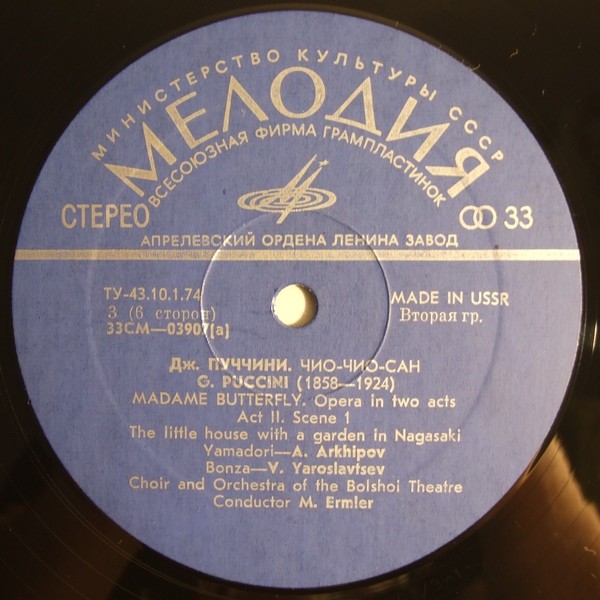 МИНИСТЕРСТВО КУЛЬТУРЫ СССР
МЕЛОДИЯ
ВСЕСОЮЗНАЯ ФИРМА ГРАМПЛАСТИНОК
СТЕРЕО
33
АПРЕЛЕВСКИЙ ОРДЕНА ЛЕНИНА ЗАВОД
ТУ-43.10.1.74
MADE IN USSR
3 (6 сторон)
Вторая гр.
33СМ—03907(а)
Дж. ПУЧЧИНИ. ЧИО-ЧИО-САН
G. PUCCINI (1858—1924)
MADAME BUTTERFLY. Opera in two acts
Act II. Scene 1
The little house with a garden in Nagasaki
Yamadori—A. Arkhipov
Bonza—V. Yaroslavtsev
Choir and Orchestra of the Bolshoi Theatre
Conductor M. Ermler